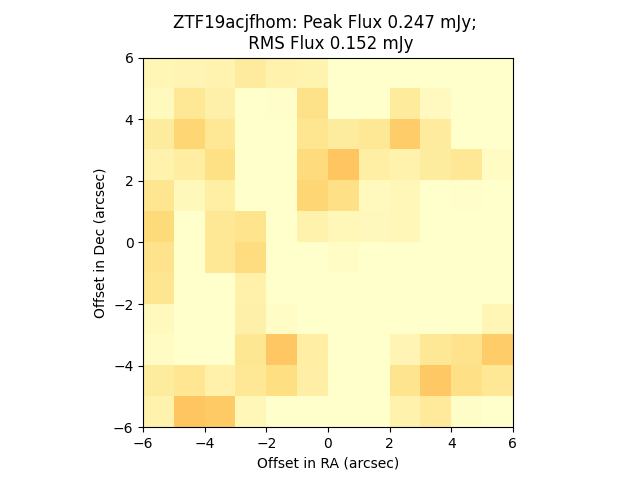 ZTF19acjfhom: Peak Flux 0.247 mJy;
RMS Flux 0.152 mJy
6
4
2
0
−2
−4
−6
Offset in Dec (arcsec)
−6 −4 −2 0 2 4 6
Offset in RA (arcsec)